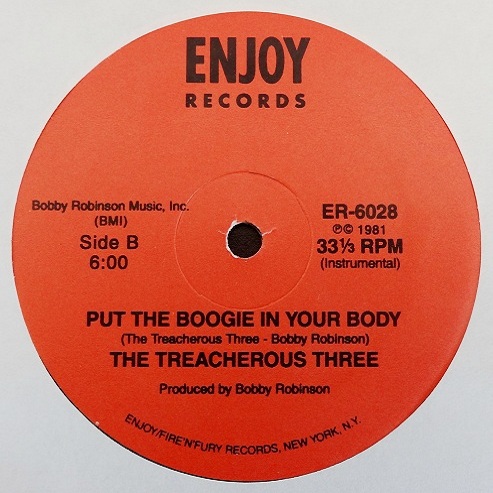 ENJOY
RECORDS
Bobby Robinson Music, Inc.
(BMI)
Side B
6:00
ER-6028
℗© 1981
33⅓ RPM
(Instrumental)
PUT THE BOOGIE IN YOUR BODY
(The Treacherous Three - Bobby Robinson)
THE TREACHEROUS THREE
Produced by Bobby Robinson
ENJOY/FIRE'N'FURY RECORDS, NEW YORK, N.Y.